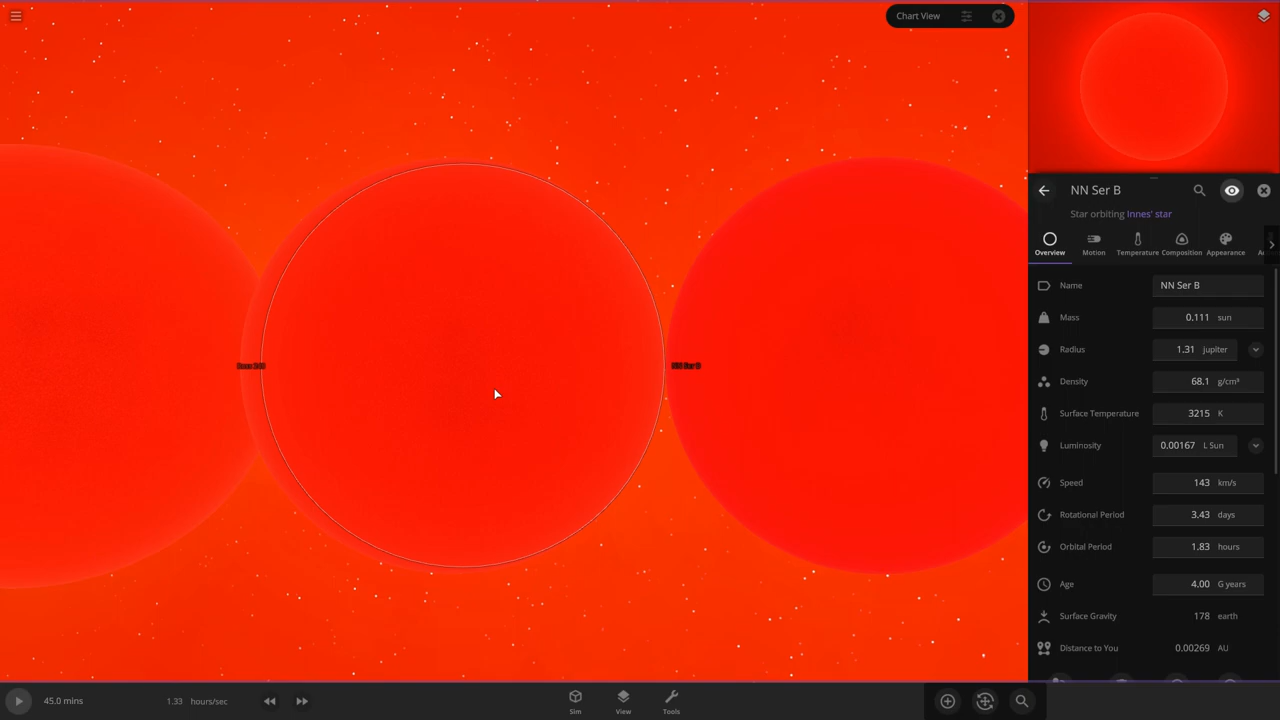 Chart View
NN Ser B
Star orbiting Innes' star
Overview Motion Temperature Composition Appearance
Name NN Ser B
Mass 0.111 sun
Radius 1.31 jupiter
Density 68.1 g/cm³
Surface Temperature 3215 K
Luminosity 0.00167 L Sun
Speed 143 km/s
Rotational Period 3.43 days
Orbital Period 1.83 hours
Age 4.00 G years
Surface Gravity 178 earth
Distance to You 0.00269 AU
NN Ser B
45.0 mins 1.33 hours/sec
Sim View Tools